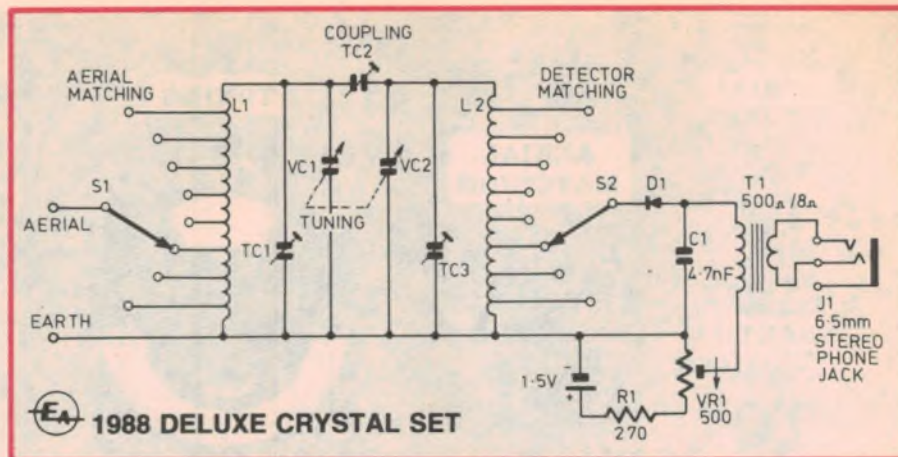 COUPLING
TC2
AERIAL
MATCHING
L1
L2
DETECTOR
MATCHING
VC1
VC2
TUNING
S1
AERIAL
TC1
TC3
S2
D1
T1
500Ω/8Ω
C1
4·7nF
EARTH
J1
6·5mm
STEREO
PHONE
JACK
1·5V
-
+
R1
270
VR1
500
EA
1988 DELUXE CRYSTAL SET